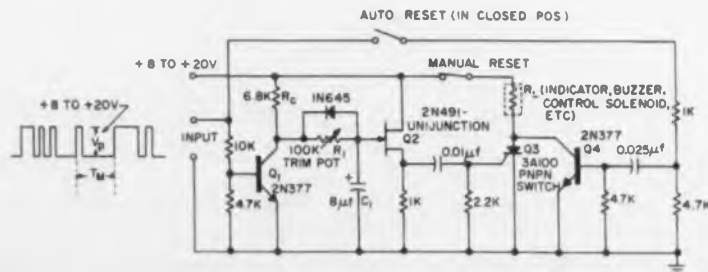 AUTO RESET (IN CLOSED POS)
+8 TO +20V
MANUAL RESET
+8 TO +20V
Vp
TM
INPUT
6.8K
RC
IN645
100K
TRIM POT
R1
2N491-
UNIJUNCTION
Q2
RL (INDICATOR, BUZZER,
CONTROL SOLENOID,
ETC)
10K
Q1
2N377
4.7K
8μf
C1
+
1K
0.01μf
2.2K
Q3
3A100
PNPN
SWITCH
2N377
Q4
0.025μf
4.7K
1K
4.7K